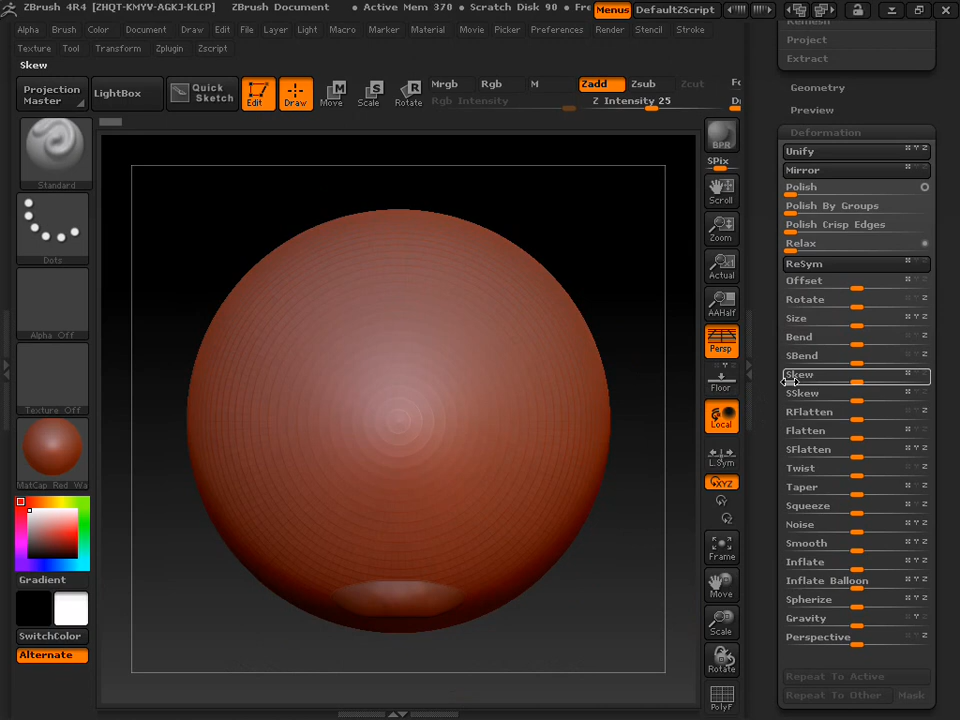 ZBrush 4R4 [ZHQT-KMYV-AGKJ-KLCP] ZBrush Document • Active Mem 370 • Scratch Disk 90 • Fre Menus DefaultZScript
Alpha Brush Color Document Draw Edit File Layer Light Macro Marker Material Movie Picker Preferences Render Stencil Stroke
Texture Tool Transform Zplugin Zscript
Skew
Projection Master
LightBox
Quick Sketch
Edit Draw Move Scale Rotate
Mrgb Rgb M Zadd Zsub Zcut Fo
Rgb Intensity Z Intensity 25
Standard
Dots
Alpha Off
Texture Off
MatCap Red Wa
Gradient
SwitchColor
Alternate
BPR
SPix
Scroll
Zoom
Actual
AAHalf
Persp
Floor
Local
L.Sym
XYZ
Frame
Move
Scale
Rotate
PolyF
Remesh
Project
Extract
Geometry
Preview
Deformation
Unify X Y Z
Mirror X Y Z
Polish
Polish By Groups
Polish Crisp Edges
Relax
ReSym X Y Z
Offset X Y Z
Rotate X Y Z
Size X Y Z
Bend X Y Z
SBend X Y Z
Skew X Y Z
SSkew X Y Z
RFlatten X Y Z
Flatten X Y Z
SFlatten X Y Z
Twist X Y Z
Taper X Y Z
Squeeze X Y Z
Noise X Y Z
Smooth X Y Z
Inflate X Y Z
Inflate Balloon X Y Z
Spherize X Y Z
Gravity X Y Z
Perspective X Y Z
Repeat To Active
Repeat To Other Mask